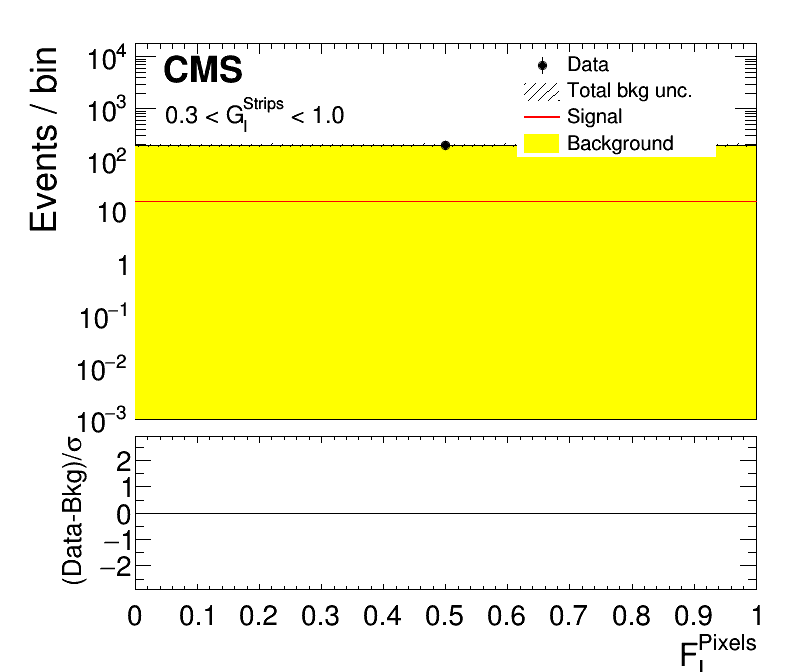 CMS
0.3 < G_I^Strips < 1.0
Data
Total bkg unc.
Signal
Background
Events / bin
10^4
10^3
10^2
10
1
10^−1
10^−2
10^−3
(Data-Bkg)/σ
2
1
0
−1
−2
0 0.1 0.2 0.3 0.4 0.5 0.6 0.7 0.8 0.9 1
F_I^Pixels